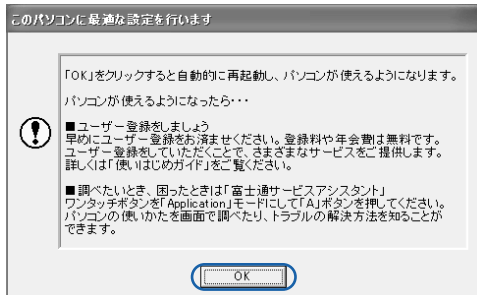 このパソコンに最適な設定を行います
「OK」をクリックすると自動的に再起動し、パソコンが使えるようになります。
パソコンが使えるようになったら・・・
■ユーザー登録をしましょう
早めにユーザー登録をお済ませください。登録料や年会費は無料です。
ユーザー登録をしていただくことで、さまざまなサービスをご提供します。
詳しくは「使いはじめガイド」をご覧ください。
■調べたいとき、困ったときは「富士通サービスアシスタント」
ワンタッチボタンを「Application」モードにして「A」ボタンを押してください。
パソコンの使いかたを画面で調べたり、トラブルの解決方法を知ることが
できます。
OK